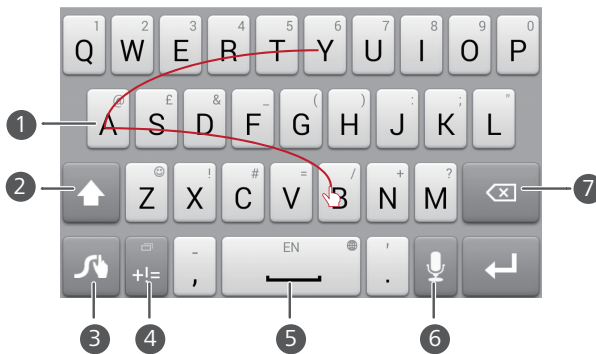 1 2 3 4 5 6 7 8 9 0
Q W E R T Y U I O P
@ £ & _ ( ) : ; "
1 A S D F G H J K L
! # = / + ?
2 Z X C V B N M 7
EN '
+!= , .
3 4 5 6